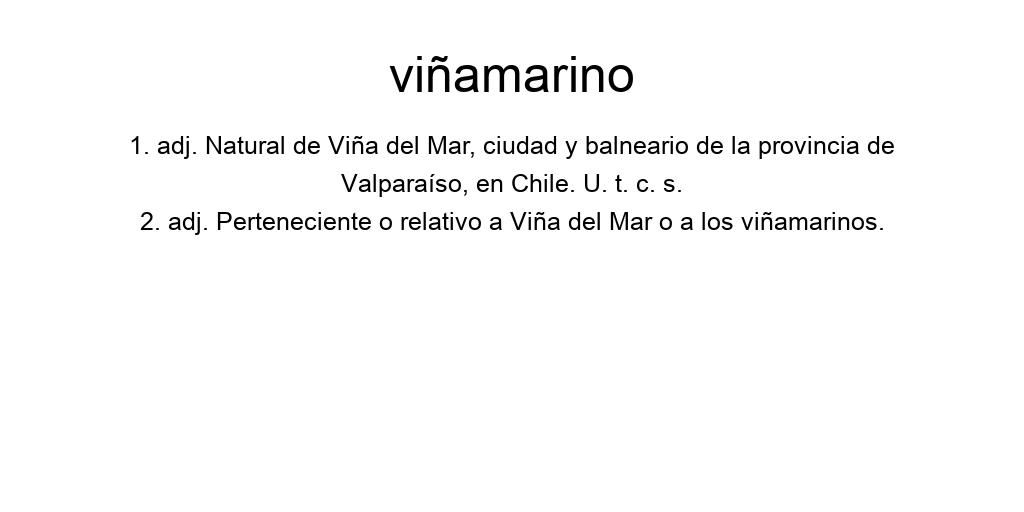 viñamarino
1. adj. Natural de Viña del Mar, ciudad y balneario de la provincia de
Valparaíso, en Chile. U. t. c. s.
2. adj. Perteneciente o relativo a Viña del Mar o a los viñamarinos.